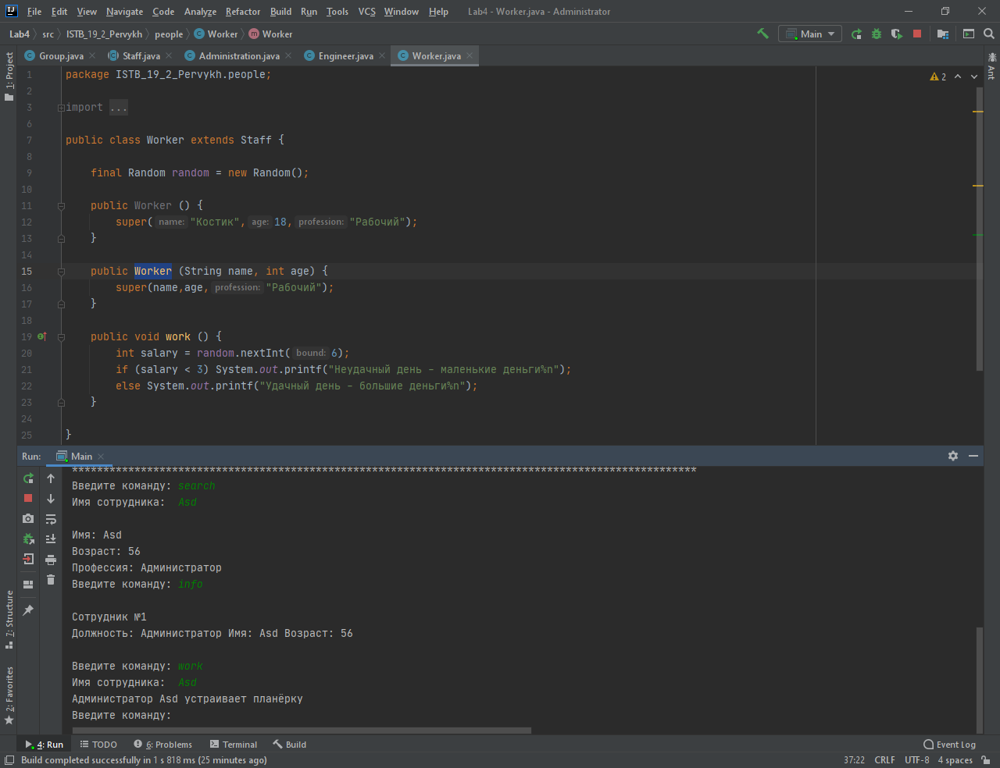 File Edit View Navigate Code Analyze Refactor Build Run Tools VCS Window Help Lab4 - Worker.java - Administrator
Lab4 src ISTB_19_2_Pervykh people Worker Worker Main
Group.java Staff.java Administration.java Engineer.java Worker.java
1: Project
Ant
2
1 package ISTB_19_2_Pervykh.people;
2
3 import ...
6
7 public class Worker extends Staff {
8
9 final Random random = new Random();
10
11 public Worker () {
12 super( name: "Костик", age: 18, profession: "Рабочий");
13 }
14
15 public Worker (String name, int age) {
16 super(name,age, profession: "Рабочий");
17 }
18
19 public void work () {
20 int salary = random.nextInt( bound: 6);
21 if (salary < 3) System.out.printf("Неудачный день - маленькие деньги%n");
22 else System.out.printf("Удачный день - большие деньги%n");
23 }
24
25 }
Run: Main
****************************************************************************************************
Введите команду: search
Имя сотрудника: Asd
Имя: Asd
Возраст: 56
Профессия: Администратор
Введите команду: info
Сотрудник №1
Должность: Администратор Имя: Asd Возраст: 56
Введите команду: work
Имя сотрудника: Asd
Администратор Asd устраивает планёрку
Введите команду:
7: Structure
2: Favorites
4: Run TODO 6: Problems Terminal Build Event Log
Build completed successfully in 1 s 818 ms (25 minutes ago) 37:22 CRLF UTF-8 4 spaces